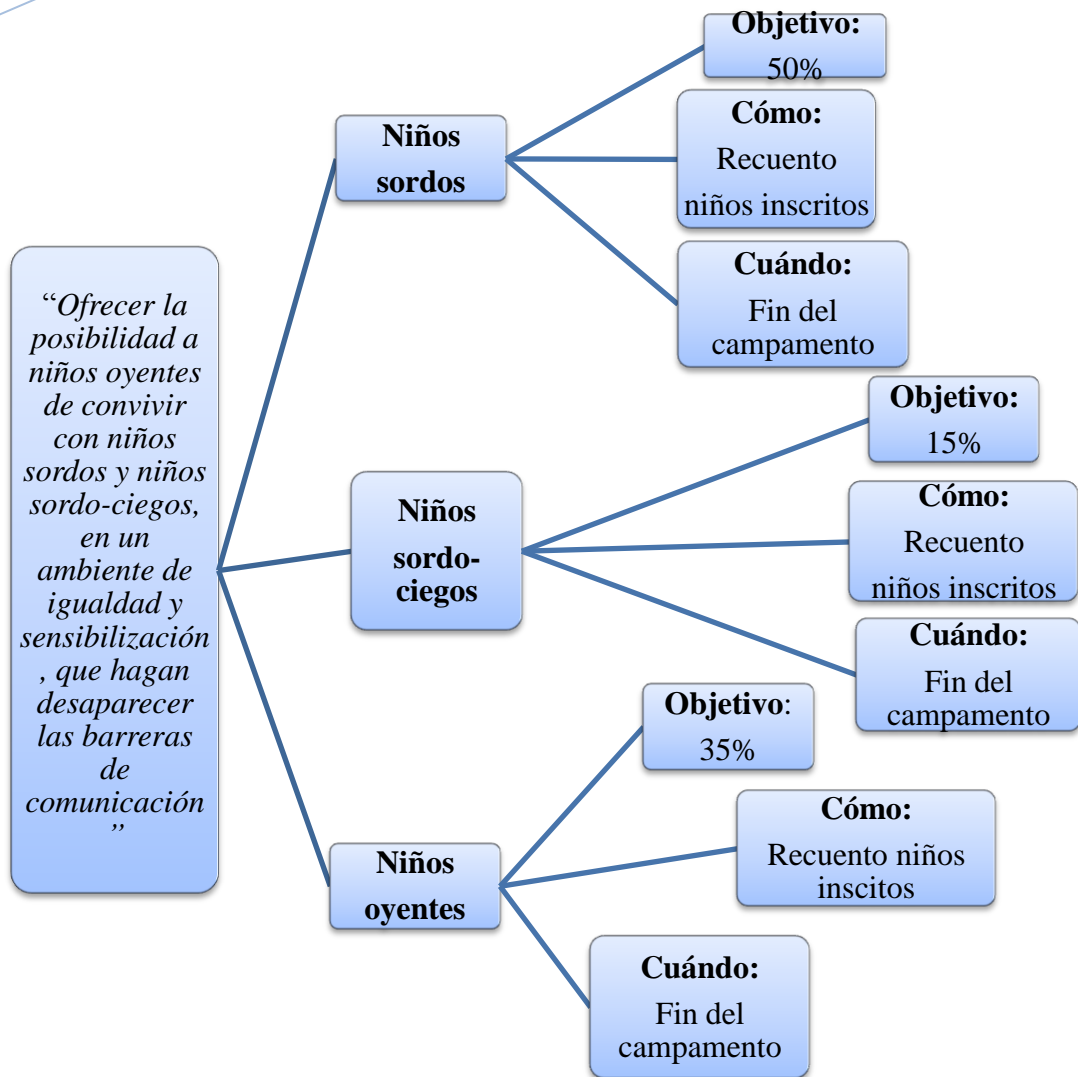 “Ofrecer la
posibilidad a
niños oyentes
de convivir
con niños
sordos y niños
sordo-ciegos,
en un
ambiente de
igualdad y
sensibilización
, que hagan
desaparecer
las barreras
de
comunicación
”
Niños
sordos
Objetivo:
50%
Cómo:
Recuento
niños inscritos
Cuándo:
Fin del
campamento
Niños
sordo-
ciegos
Objetivo:
15%
Cómo:
Recuento
niños inscritos
Cuándo:
Fin del
campamento
Niños
oyentes
Objetivo:
35%
Cómo:
Recuento niños
inscitos
Cuándo:
Fin del
campamento